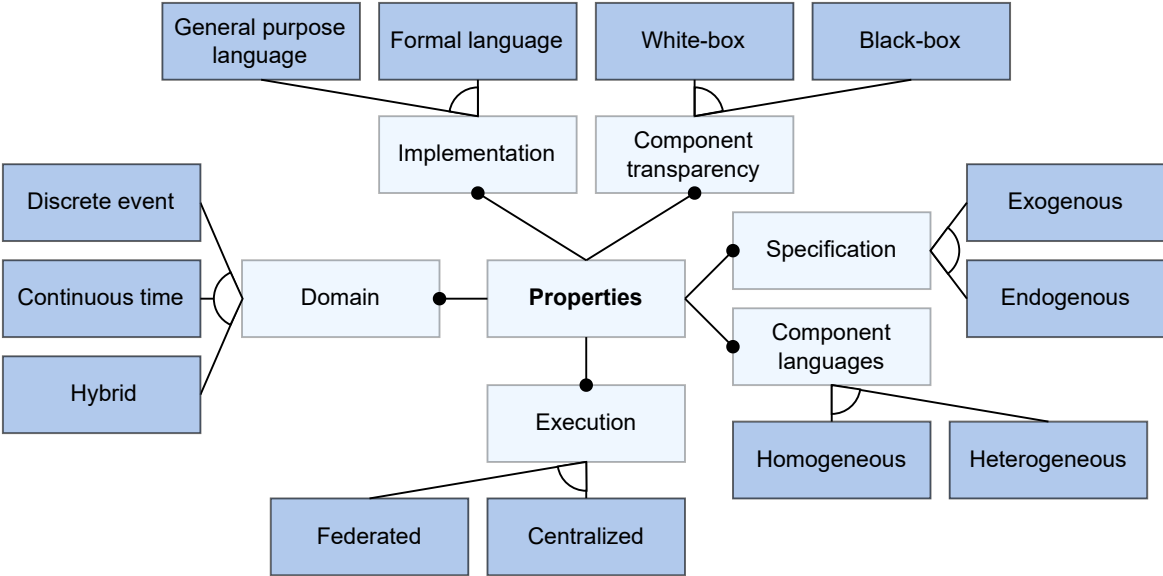 General purpose
language
Formal language
White-box
Black-box
Implementation
Component
transparency
Discrete event
Continuous time
Hybrid
Domain
Properties
Specification
Exogenous
Endogenous
Component
languages
Homogeneous
Heterogeneous
Execution
Federated
Centralized